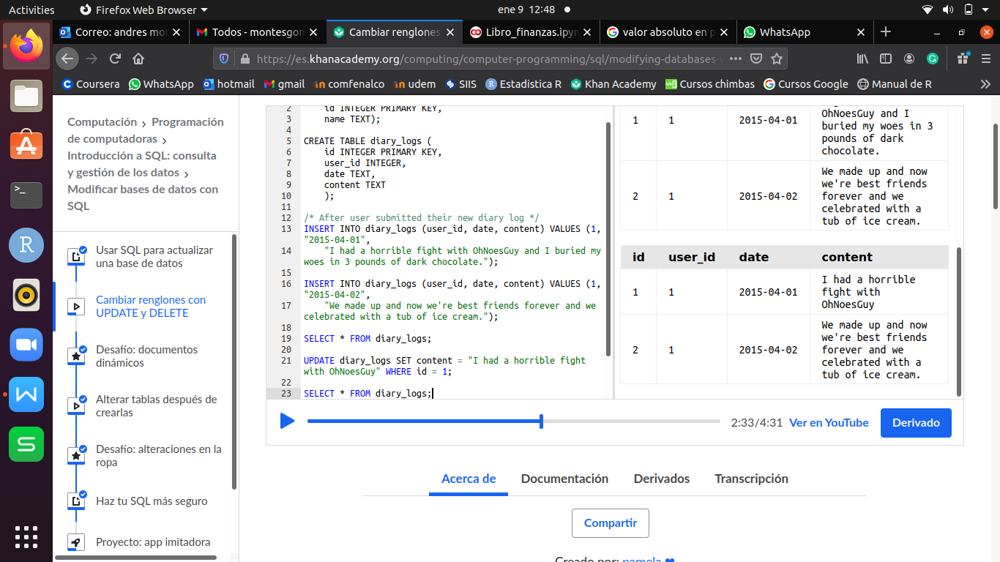 Activities
Firefox Web Browser
ene 9 12:48
Correo: andres mo
Todos - montesgon
Cambiar renglones
Libro_finanzas.ipyn
valor absoluto en p
WhatsApp
https://es.khanacademy.org/computing/computer-programming/sql/modifying-databases-
Coursera
WhatsApp
hotmail
gmail
comfenalco
udem
SIIS
Estadistica R
Khan Academy
Cursos chimbas
Cursos Google
Manual de R
Computación
Programación de computadoras
Introducción a SQL: consulta
y gestión de los datos
Modificar bases de datos con
SQL
Usar SQL para actualizar
una base de datos
Cambiar renglones con
UPDATE y DELETE
Desafío: documentos
dinámicos
Alterar tablas después de
crearlas
Desafío: alteraciones en la
ropa
Haz tu SQL más seguro
Proyecto: app imitadora
2 id INTEGER PRIMARY KEY,
3 name TEXT);
4
5 CREATE TABLE diary_logs (
6 id INTEGER PRIMARY KEY,
7 user_id INTEGER,
8 date TEXT,
9 content TEXT
10 );
11
12 /* After user submitted their new diary log */
13 INSERT INTO diary_logs (user_id, date, content) VALUES (1,
"2015-04-01",
14 "I had a horrible fight with OhNoesGuy and I buried my
woes in 3 pounds of dark chocolate.");
15
16 INSERT INTO diary_logs (user_id, date, content) VALUES (1,
"2015-04-02",
17 "We made up and now we're best friends forever and we
celebrated with a tub of ice cream.");
18
19 SELECT * FROM diary_logs;
20
21 UPDATE diary_logs SET content = "I had a horrible fight
with OhNoesGuy" WHERE id = 1;
22
23 SELECT * FROM diary_logs;
1 1 2015-04-01
OhNoesGuy and I
buried my
woes in 3
pounds of dark
chocolate.
2 1 2015-04-02
We made up and now
we're best friends
forever and we
celebrated with a
tub of ice cream.
id user_id date content
1 1 2015-04-01
I had a horrible
fight with
OhNoesGuy
2 1 2015-04-02
We made up and now
we're best friends
forever and we
celebrated with a
tub of ice cream.
2:33/4:31
Ver en YouTube
Derivado
Acerca de
Documentación
Derivados
Transcripción
Compartir
Creado por: pamela